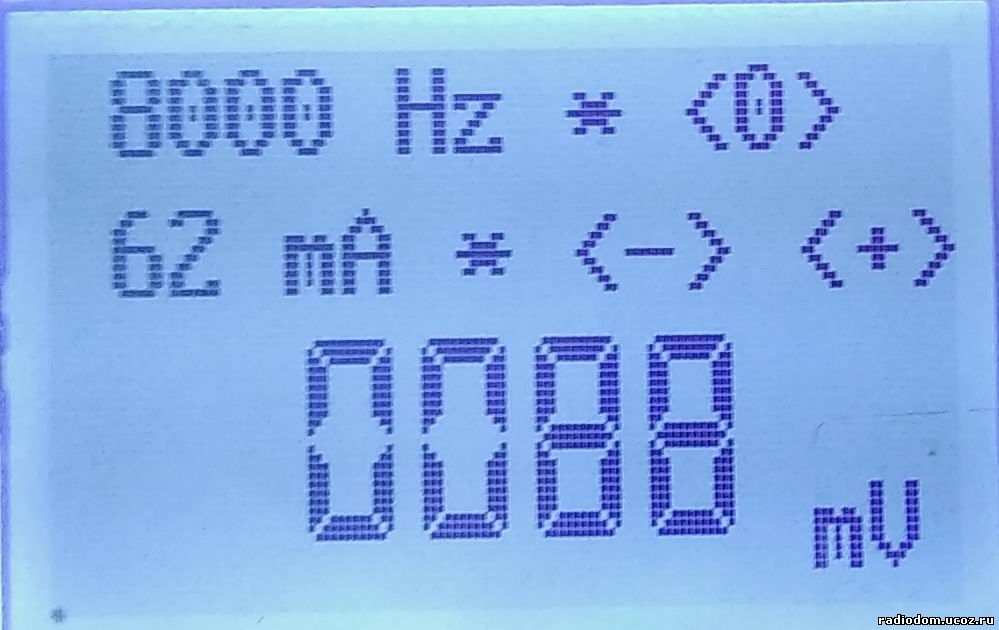 8000 Hz * <0>
62 mA * <-> <+>
0088
mV
radiodom.ucoz.ru